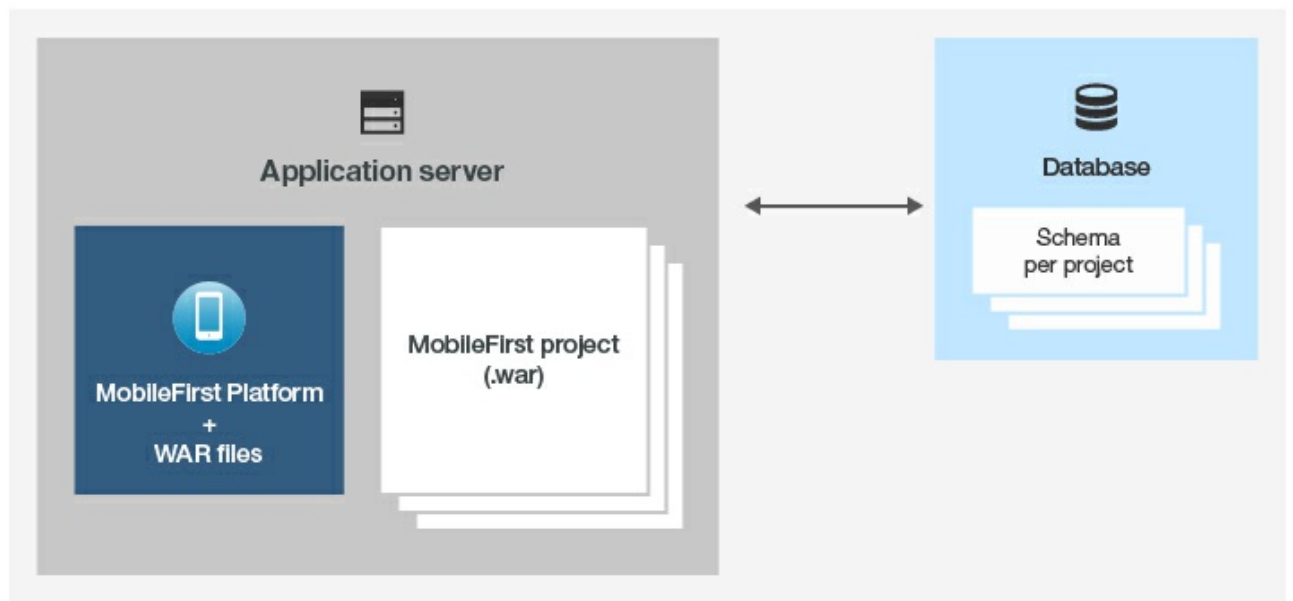 Application server
MobileFirst Platform
+
WAR files
MobileFirst project
(.war)
Database
Schema
per project